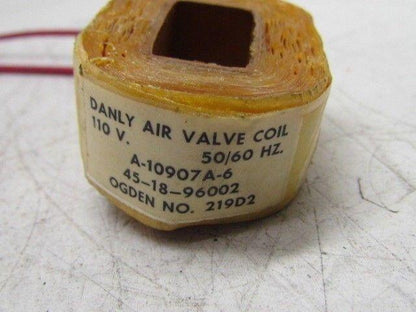 DANLY AIR VALVE COIL
110 V. 50/60 HZ.
A-10907A-6
45-18-96002
OGDEN NO. 219D2